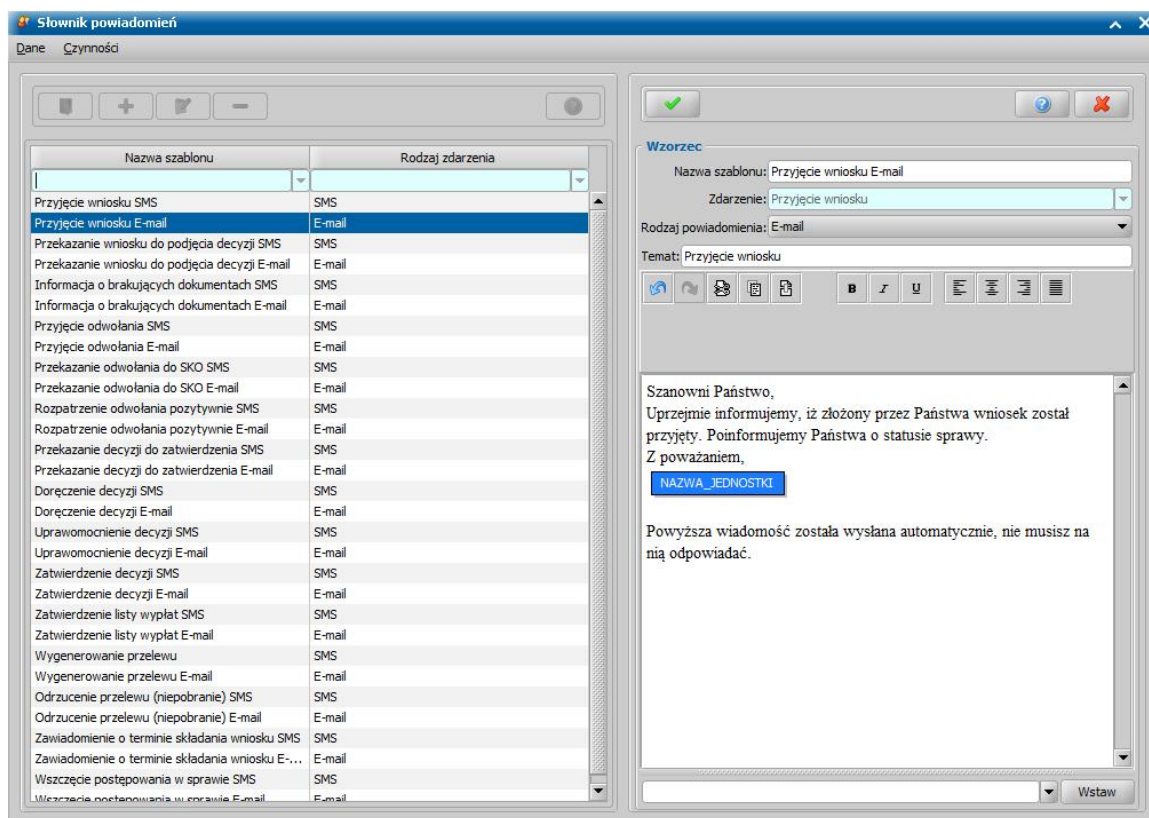 Słownik powiadomień
Dane Czynności
Nazwa szablonu Rodzaj zdarzenia
Przyjęcie wniosku SMS SMS
Przyjęcie wniosku E-mail E-mail
Przekazanie wniosku do podjęcia decyzji SMS SMS
Przekazanie wniosku do podjęcia decyzji E-mail E-mail
Informacja o brakujących dokumentach SMS SMS
Informacja o brakujących dokumentach E-mail E-mail
Przyjęcie odwołania SMS SMS
Przyjęcie odwołania E-mail E-mail
Przekazanie odwołania do SKO SMS SMS
Przekazanie odwołania do SKO E-mail E-mail
Rozpatrzenie odwołania pozytywnie SMS SMS
Rozpatrzenie odwołania pozytywnie E-mail E-mail
Przekazanie decyzji do zatwierdzenia SMS SMS
Przekazanie decyzji do zatwierdzenia E-mail E-mail
Doręczenie decyzji SMS SMS
Doręczenie decyzji E-mail E-mail
Uprawomocnienie decyzji SMS SMS
Uprawomocnienie decyzji E-mail E-mail
Zatwierdzenie decyzji SMS SMS
Zatwierdzenie decyzji E-mail E-mail
Zatwierdzenie listy wypłat SMS SMS
Zatwierdzenie listy wypłat E-mail E-mail
Wygenerowanie przelewu SMS
Wygenerowanie przelewu E-mail E-mail
Odrzucenie przelewu (niepobranie) SMS SMS
Odrzucenie przelewu (niepobranie) E-mail E-mail
Zawiadomienie o terminie składania wniosku SMS SMS
Zawiadomienie o terminie składania wniosku E-... E-mail
Wszczęcie postępowania w sprawie SMS SMS
Wszczęcie postępowania w sprawie E-mail E-mail
Wzorzec
Nazwa szablonu: Przyjęcie wniosku E-mail
Zdarzenie: Przyjęcie wniosku
Rodzaj powiadomienia: E-mail
Temat: Przyjęcie wniosku
B I U
Szanowni Państwo,
Uprzejmie informujemy, iż złożony przez Państwa wniosek został
przyjęty. Poinformujemy Państwa o statusie sprawy.
Z poważaniem,
NAZWA_JEDNOSTKI
Powyższa wiadomość została wysłana automatycznie, nie musisz na
nią odpowiadać.
Wstaw